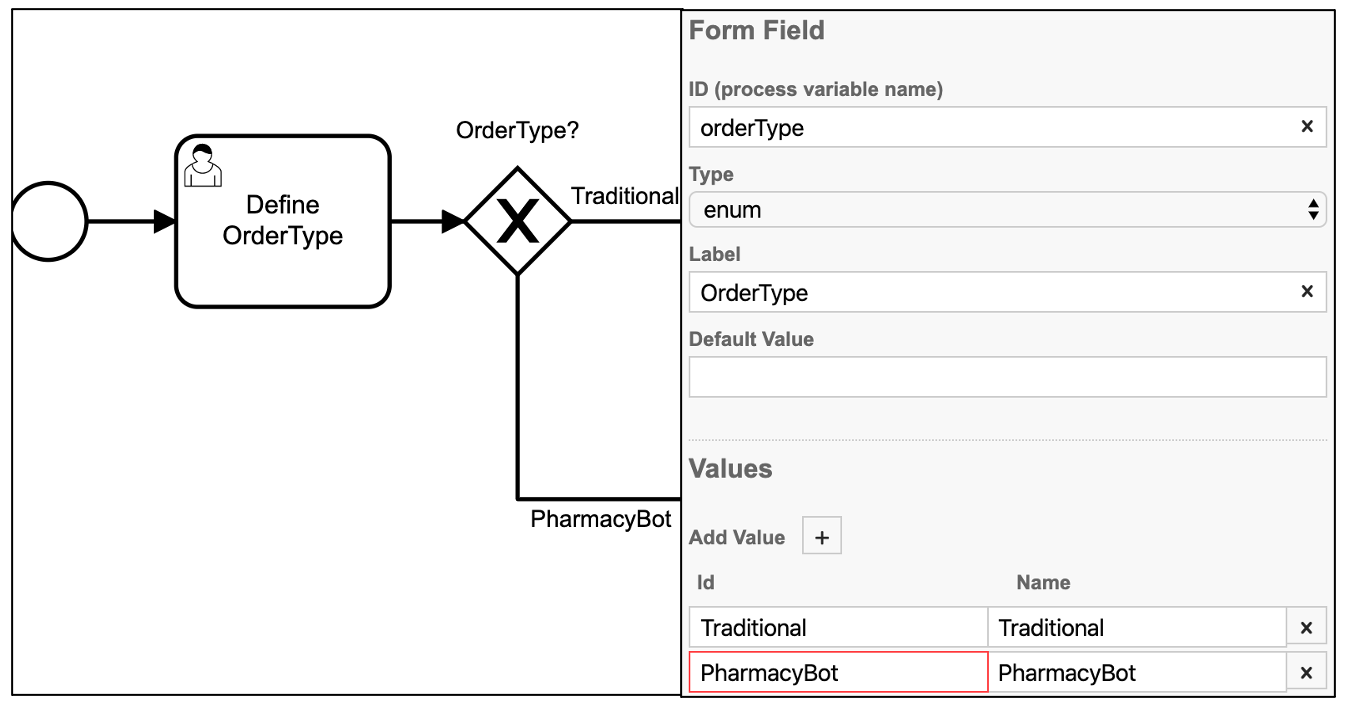 OrderType?
Traditional
Define
OrderType
PharmacyBot
Form Field
ID (process variable name)
orderType
Type
enum
Label
OrderType
Default Value
Values
Add Value +
Id Name
Traditional Traditional
PharmacyBot PharmacyBot